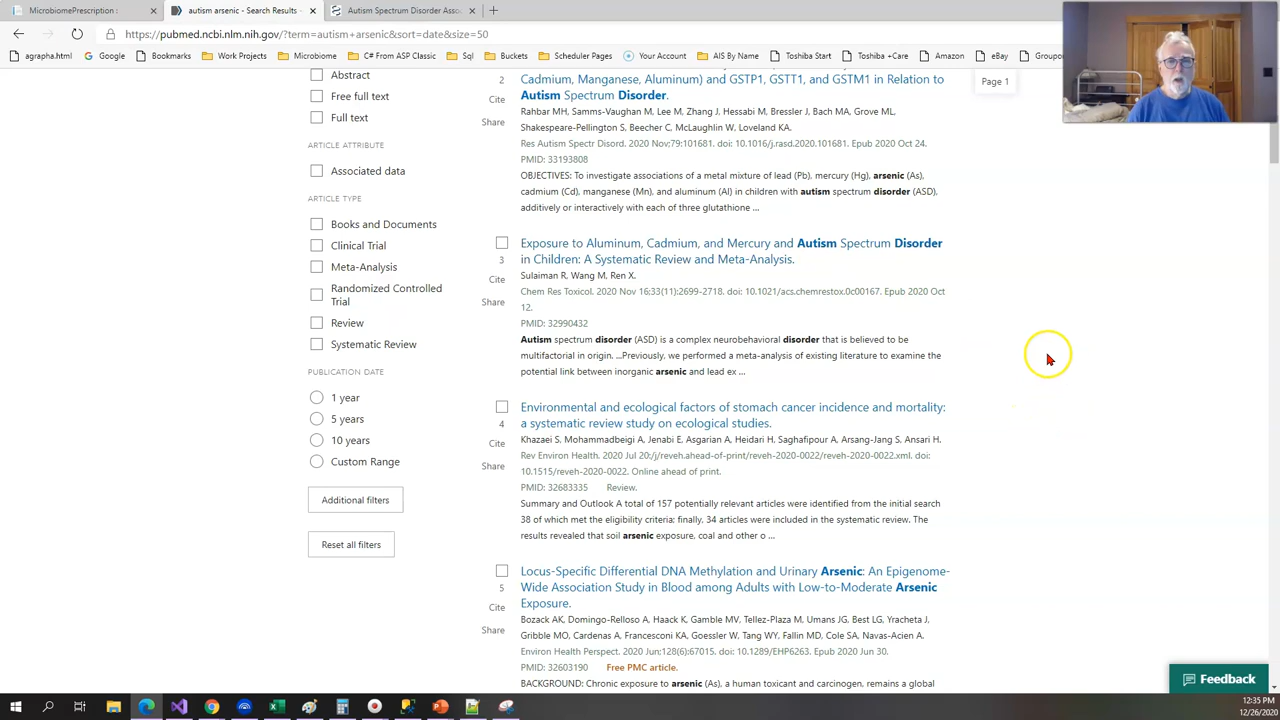 MicrobiomePrescription :
autism arsenic - Search Results -
Autism Spectrum Disorder Assoc
https://pubmed.ncbi.nlm.nih.gov/?term=autism+arsenic&sort=date&size=50
agrapha.html
Google
Bookmarks
Work Projects
Microbiome
C# From ASP Classic
Sql
Buckets
Scheduler Pages
Your Account
AIS By Name
Toshiba Start
Toshiba +Care
Amazon
eBay
Groupon
Abstract
Free full text
Full text
ARTICLE ATTRIBUTE
Associated data
ARTICLE TYPE
Books and Documents
Clinical Trial
Meta-Analysis
Randomized Controlled
Trial
Review
Systematic Review
PUBLICATION DATE
1 year
5 years
10 years
Custom Range
Additional filters
Reset all filters
2
Cite
Share
Cadmium, Manganese, Aluminum) and GSTP1, GSTT1, and GSTM1 in Relation to
Autism Spectrum Disorder.
Rahbar MH, Samms-Vaughan M, Lee M, Zhang J, Hessabi M, Bressler J, Bach MA, Grove ML,
Shakespeare-Pellington S, Beecher C, McLaughlin W, Loveland KA.
Res Autism Spectr Disord. 2020 Nov;79:101681. doi: 10.1016/j.rasd.2020.101681. Epub 2020 Oct 24.
PMID: 33193808
OBJECTIVES: To investigate associations of a metal mixture of lead (Pb), mercury (Hg), arsenic (As),
cadmium (Cd), manganese (Mn), and aluminum (Al) in children with autism spectrum disorder (ASD),
additively or interactively with each of three glutathione ...
3
Cite
Share
Exposure to Aluminum, Cadmium, and Mercury and Autism Spectrum Disorder
in Children: A Systematic Review and Meta-Analysis.
Sulaiman R, Wang M, Ren X.
Chem Res Toxicol. 2020 Nov 16;33(11):2699-2718. doi: 10.1021/acs.chemrestox.0c00167. Epub 2020 Oct
12.
PMID: 32990432
Autism spectrum disorder (ASD) is a complex neurobehavioral disorder that is believed to be
multifactorial in origin. ...Previously, we performed a meta-analysis of existing literature to examine the
potential link between inorganic arsenic and lead ex ...
4
Cite
Share
Environmental and ecological factors of stomach cancer incidence and mortality:
a systematic review study on ecological studies.
Khazaei S, Mohammadbeigi A, Jenabi E, Asgarian A, Heidari H, Saghafipour A, Arsang-Jang S, Ansari H.
Rev Environ Health. 2020 Jul 20:/j/reveh.ahead-of-print/reveh-2020-0022/reveh-2020-0022.xml. doi:
10.1515/reveh-2020-0022. Online ahead of print.
PMID: 32683335 Review.
Summary and Outlook A total of 157 potentially relevant articles were identified from the initial search
38 of which met the eligibility criteria; finally, 34 articles were included in the systematic review. The
results revealed that soil arsenic exposure, coal and other o ...
5
Cite
Share
Locus-Specific Differential DNA Methylation and Urinary Arsenic: An Epigenome-
Wide Association Study in Blood among Adults with Low-to-Moderate Arsenic
Exposure.
Bozack AK, Domingo-Relloso A, Haack K, Gamble MV, Tellez-Plaza M, Umans JG, Best LG, Yracheta J,
Gribble MO, Cardenas A, Francesconi KA, Goessler W, Tang WY, Fallin MD, Cole SA, Navas-Acien A.
Environ Health Perspect. 2020 Jun;128(6):67015. doi: 10.1289/EHP6263. Epub 2020 Jun 30.
PMID: 32603190 Free PMC article.
BACKGROUND: Chronic exposure to arsenic (As), a human toxicant and carcinogen, remains a global
Page 1
Feedback
12:35 PM
12/26/2020